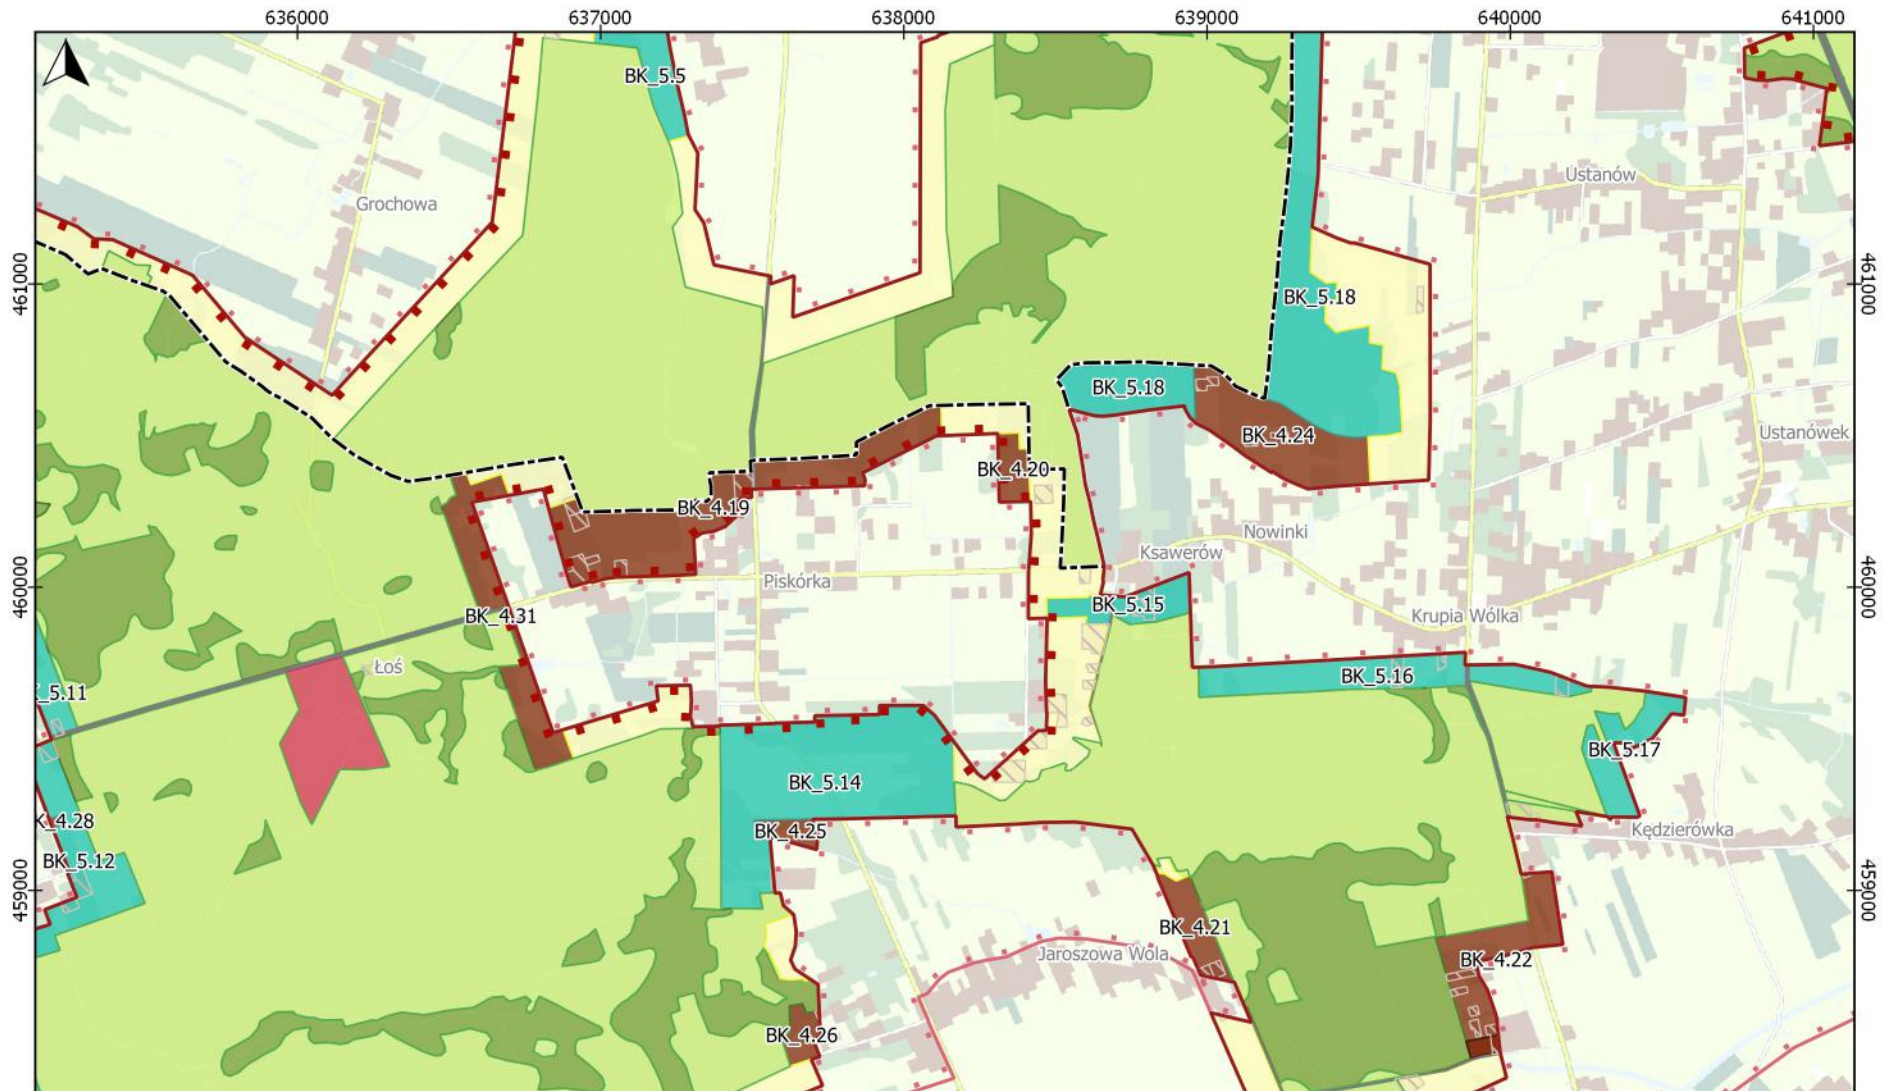 636000
637000
638000
639000
640000
641000
BK_5.5
Ustanów
Grochowa
461000
461000
BK_5.18
BK_5.18
BK_4.24
Ustanówek
BK_4.20
BK_4.19
Nowinki
Ksawerów
460000
Piskórka
460000
BK_5.15
BK_4.31
Krupia Wólka
Łoś
BK_5.16
_5.11
BK_5.17
BK_5.14
K_4.28
BK_4.25
Kędzierówka
BK_5.12
459000
459000
BK_4.21
Jaroszowa Wola
BK_4.22
BK_4.26